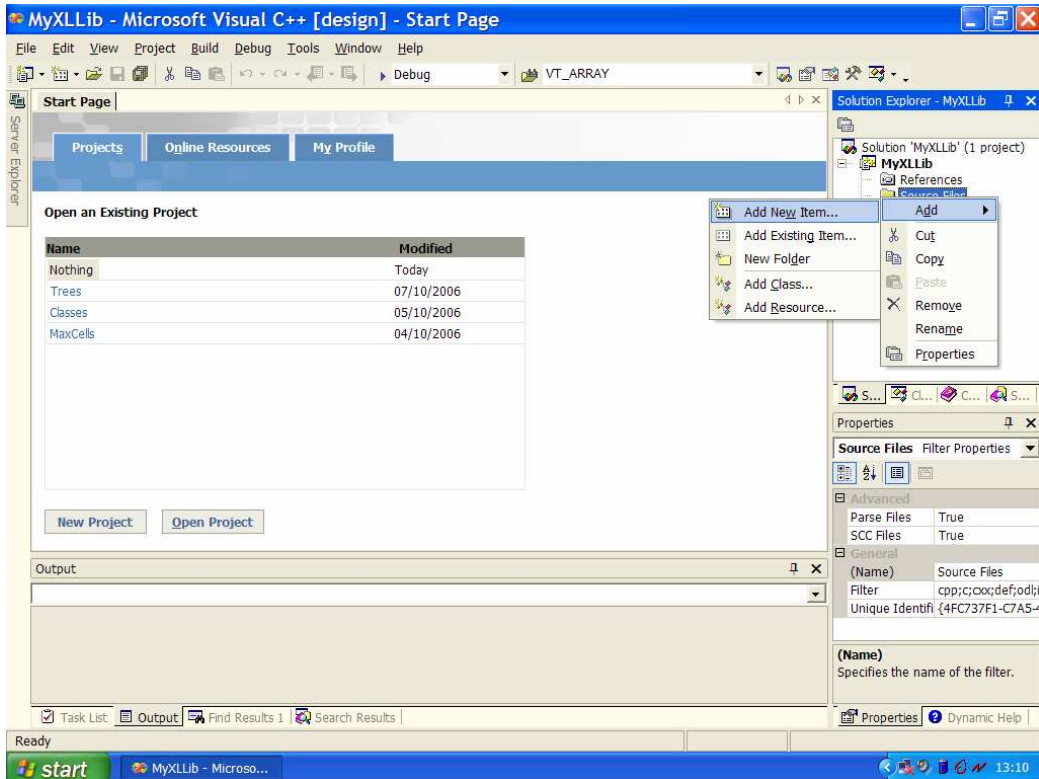 MyXLLib - Microsoft Visual C++ [design] - Start Page
File Edit View Project Build Debug Tools Window Help
Debug VT_ARRAY
Server Explorer
Start Page
Projects Online Resources My Profile
Open an Existing Project
Name Modified
Nothing Today
Trees 07/10/2006
Classes 05/10/2006
MaxCells 04/10/2006
New Project Open Project
Solution Explorer - MyXLLib
Solution 'MyXLLib' (1 project)
MyXLLib
References
Source Files
Add New Item...
Add Existing Item...
New Folder
Add Class...
Add Resource...
Add
Cut
Copy
Paste
Remove
Rename
Properties
S... Cl... C... S...
Properties
Source Files Filter Properties
Advanced
Parse Files True
SCC Files True
General
(Name) Source Files
Filter cpp;c;cxx;def;odl;i
Unique Identifi {4FC737F1-C7A5-4
(Name)
Specifies the name of the filter.
Properties Dynamic Help
Output
Task List Output Find Results 1 Search Results
Ready
start MyXLLib - Microso... 13:10